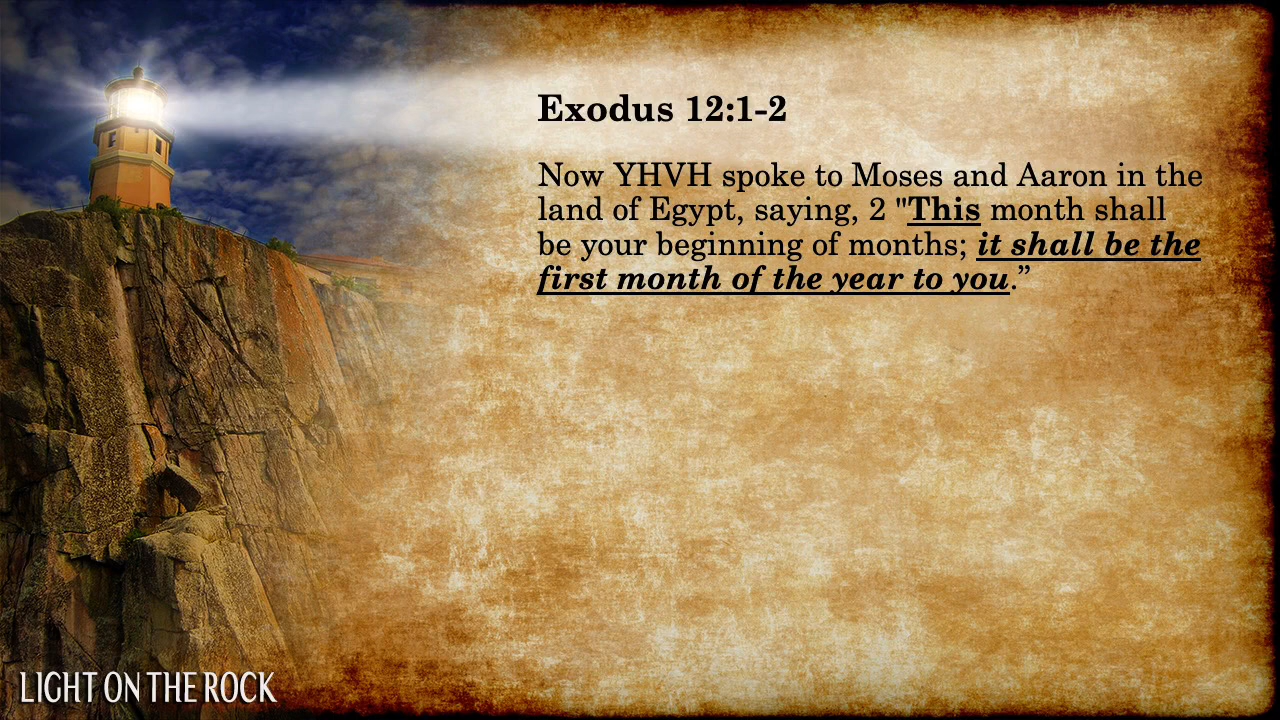 Exodus 12:1-2
Now YHVH spoke to Moses and Aaron in the
land of Egypt, saying, 2 "This month shall
be your beginning of months; it shall be the
first month of the year to you.”
LIGHT ON THE ROCK